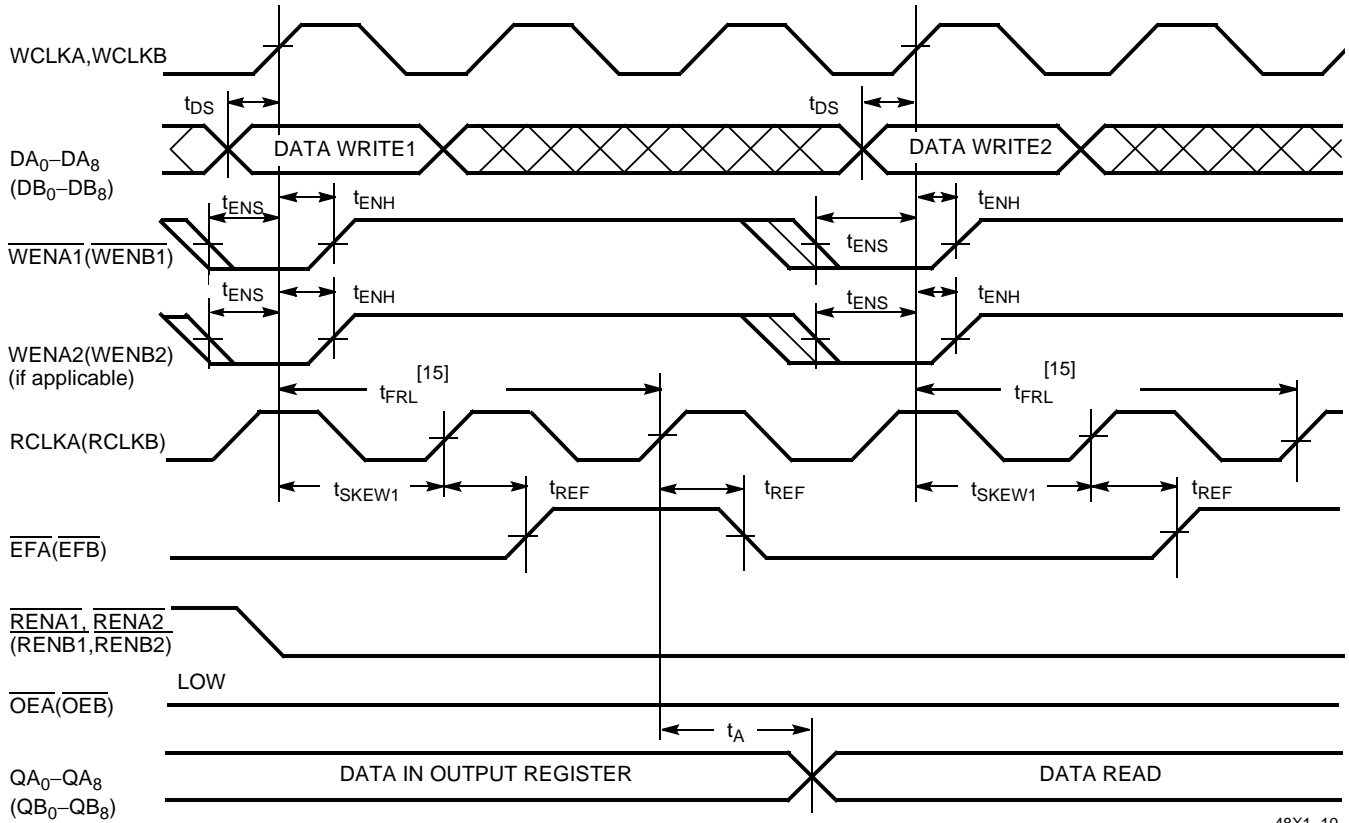 WCLKA,WCLKB
tDS tDS
DATA WRITE1 DATA WRITE2
DA0–DA8
(DB0–DB8)
tENS tENH tENS tENH
WENA1(WENB1)
tENS tENH tENS tENH
WENA2(WENB2)
(if applicable)
[15] [15]
tFRL tFRL
RCLKA(RCLKB)
tSKEW1 tREF tREF tSKEW1 tREF
EFA(EFB)
RENA1, RENA2
(RENB1,RENB2)
LOW
OEA(OEB)
tA
DATA IN OUTPUT REGISTER DATA READ
QA0–QA8
(QB0–QB8)